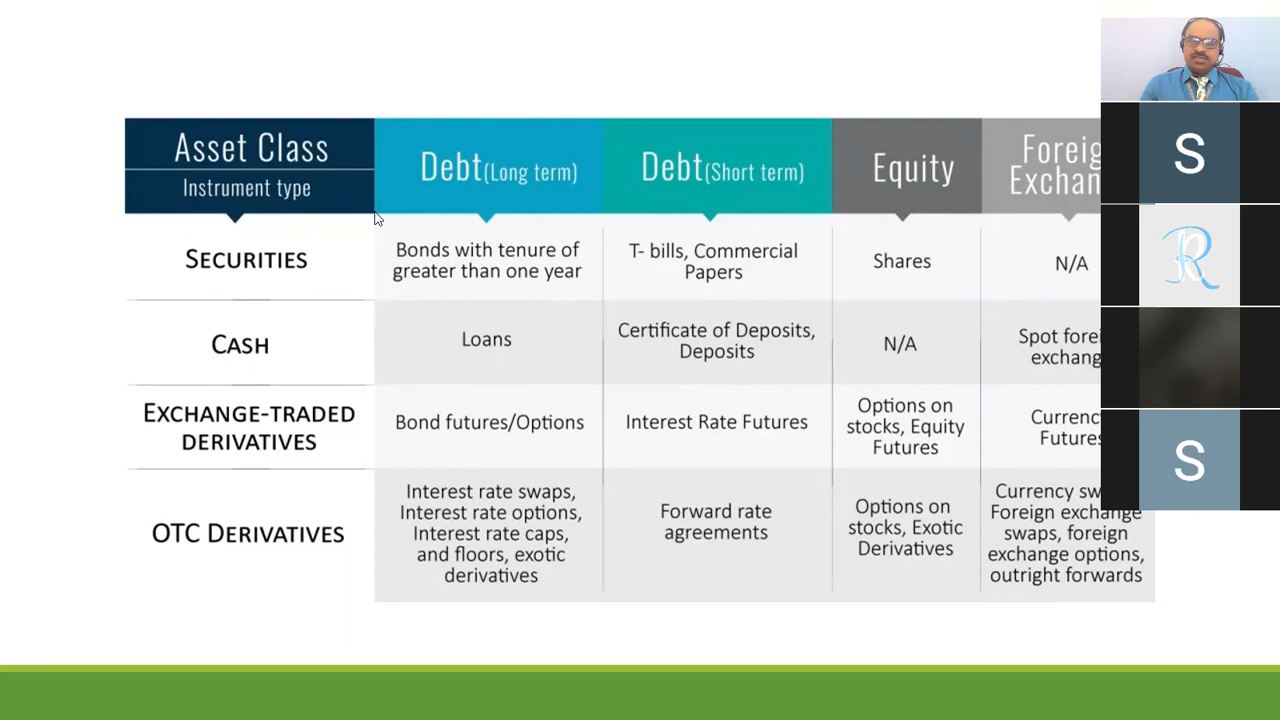 Asset Class
Instrument type
Debt(Long term)
Debt(Short term)
Equity
SECURITIES
Bonds with tenure of
greater than one year
T- bills, Commercial
Papers
Shares
N/A
CASH
Loans
Certificate of Deposits,
Deposits
N/A
Spot
EXCHANGE-TRADED
DERIVATIVES
Bond futures/Options
Interest Rate Futures
Options on
stocks, Equity
Futures
OTC DERIVATIVES
Interest rate swaps,
Interest rate options,
Interest rate caps,
and floors, exotic
derivatives
Forward rate
agreements
Options on
stocks, Exotic
Derivatives
Currency
Foreign exchange
swaps, foreign
exchange options,
outright forwards
S
R
S